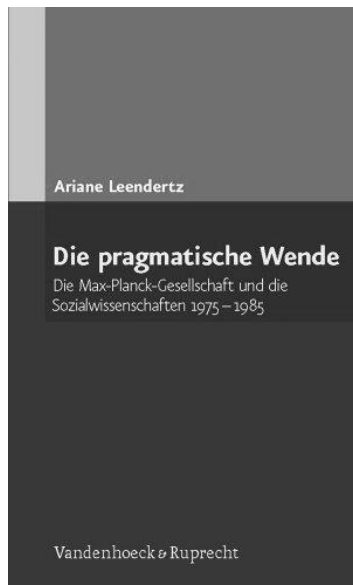 Ariane Leendertz
Die pragmatische Wende
Die Max-Planck-Gesellschaft und die
Sozialwissenschaften 1975 – 1985
Vandenhoeck & Ruprecht